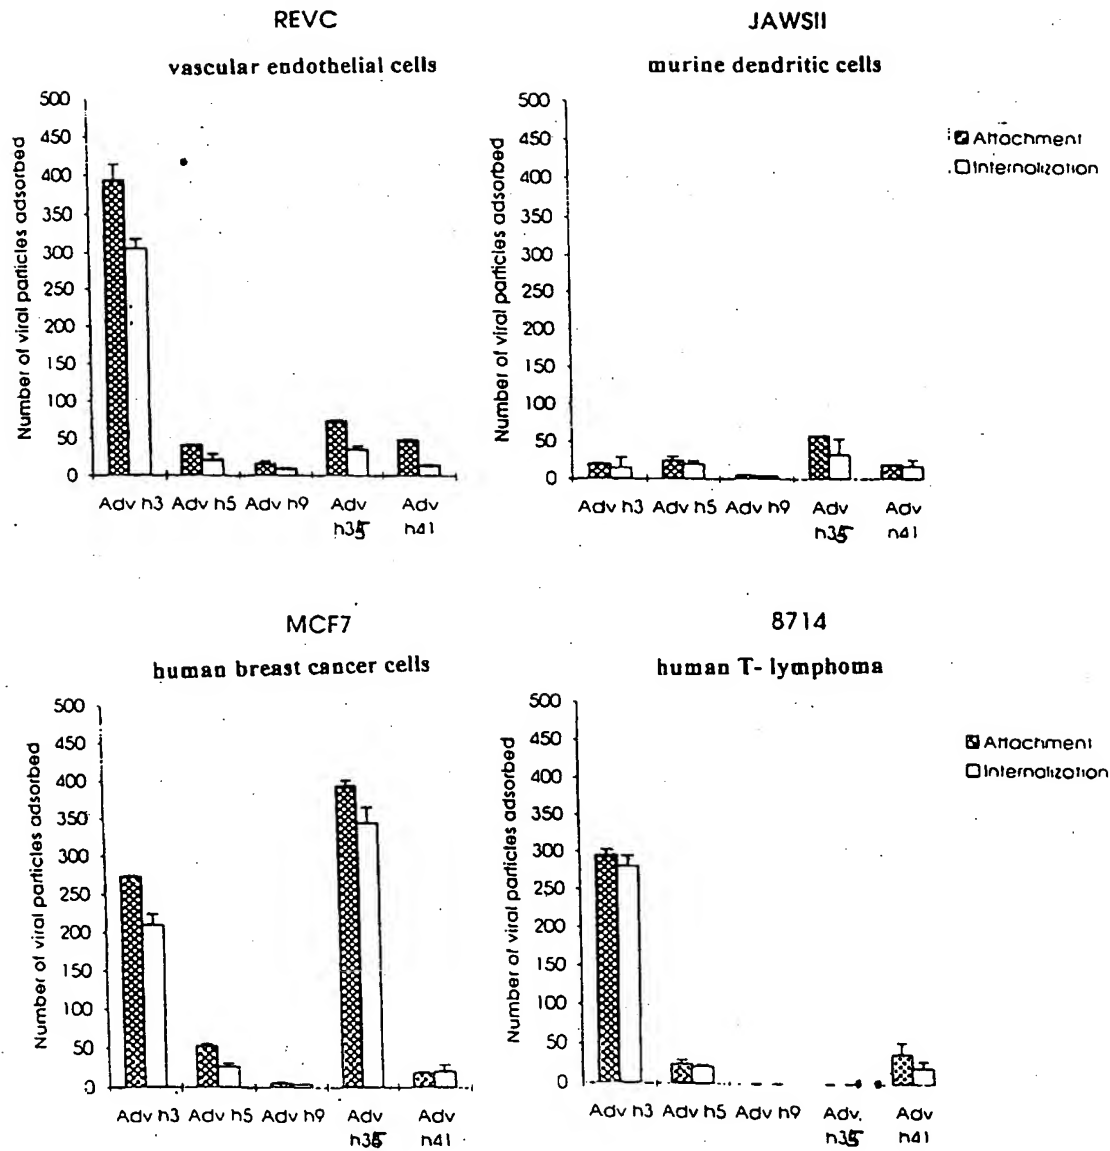 REVC
vascular endothelial cells
Number of viral particles adsorbed
500
450
400
350
300
250
200
150
100
50
0
Adv h3 Adv h5 Adv h9 Adv h35 Adv h41
JAWSII
murine dendritic cells
Number of viral particles adsorbed
500
450
400
350
300
250
200
150
100
50
0
Adv h3 Adv h5 Adv h9 Adv h35 Adv h41
Attachment
Internalization
MCF7
human breast cancer cells
Number of viral particles adsorbed
500
450
400
350
300
250
200
150
100
50
0
Adv h3 Adv h5 Adv h9 Adv h35 Adv h41
8714
human T- lymphoma
Number of viral particles adsorbed
500
450
400
350
300
250
200
150
100
50
0
Adv h3 Adv h5 Adv h9 Adv. h35 Adv h41
Attachment
Internalization